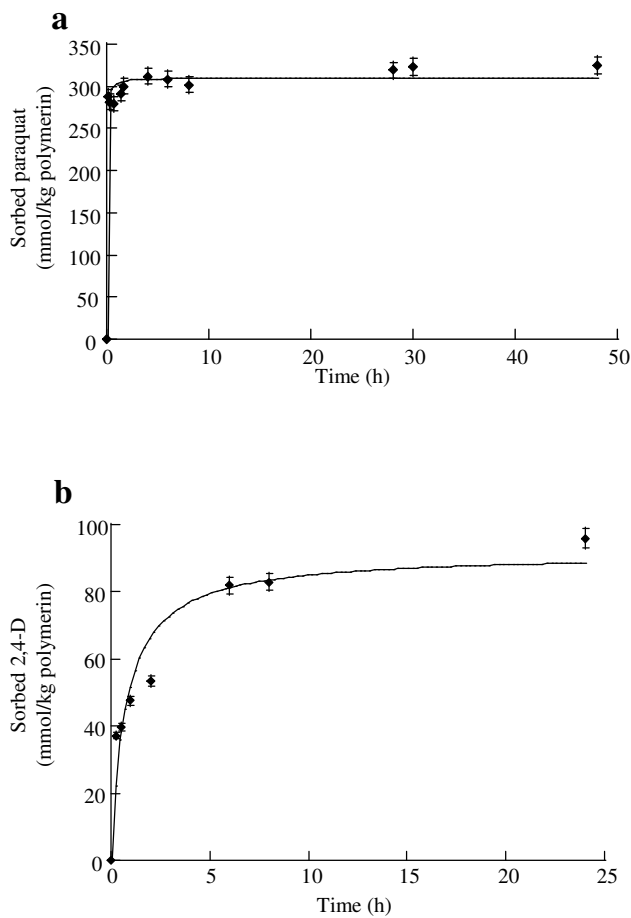 a
350
300
250
200
150
100
50
0
Sorbed paraquat
(mmol/kg polymerin)
0 10 20 30 40 50
Time (h)
b
100
80
60
40
20
0
Sorbed 2,4-D
(mmol/kg polymerin)
0 5 10 15 20 25
Time (h)